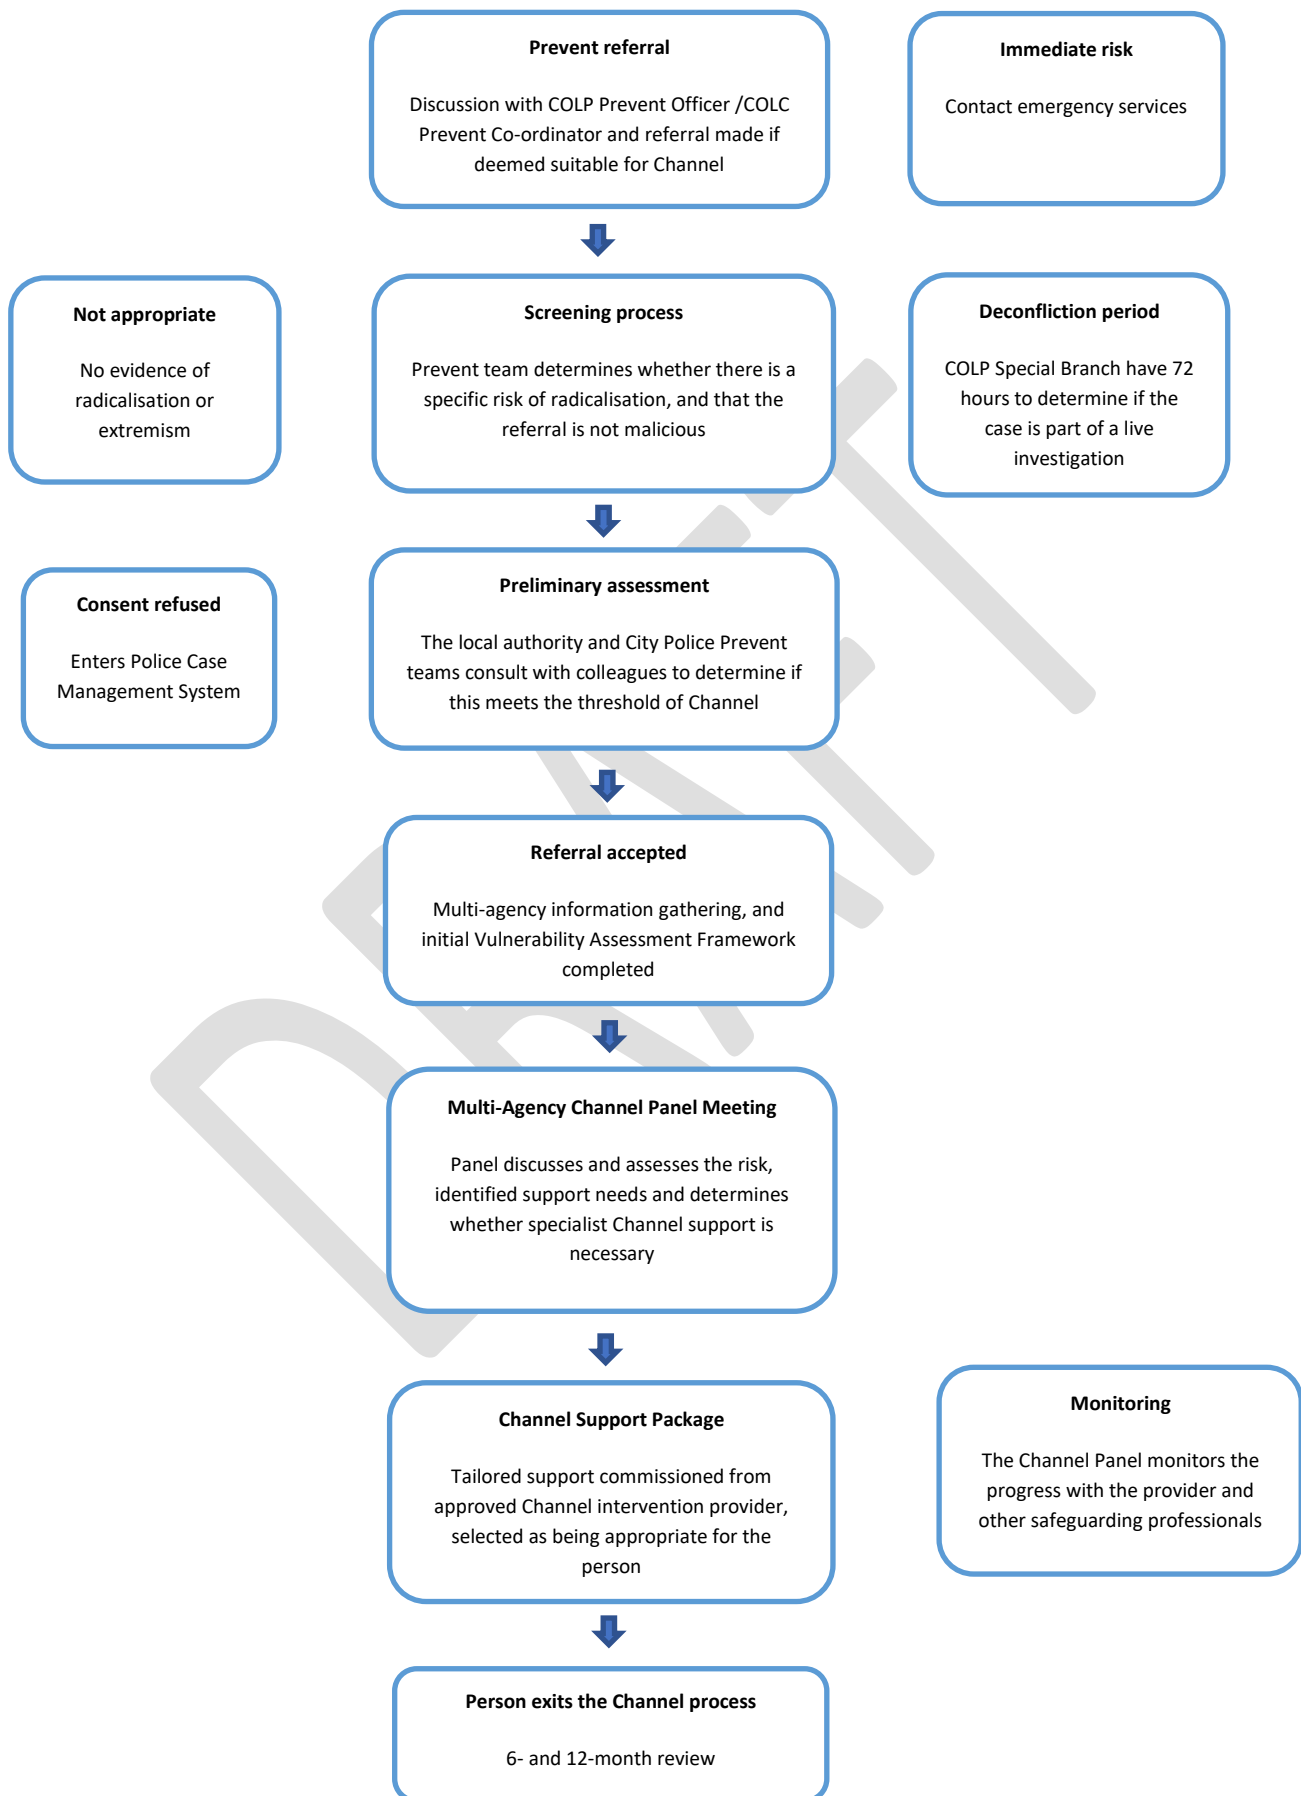 Prevent referral
Discussion with COLP Prevent Officer /COLC
Prevent Co-ordinator and referral made if
deemed suitable for Channel
Immediate risk
Contact emergency services
Not appropriate
No evidence of
radicalisation or
extremism
Screening process
Prevent team determines whether there is a
specific risk of radicalisation, and that the
referral is not malicious
Deconfliction period
COLP Special Branch have 72
hours to determine if the
case is part of a live
investigation
Consent refused
Enters Police Case
Management System
Preliminary assessment
The local authority and City Police Prevent
teams consult with colleagues to determine if
this meets the threshold of Channel
Referral accepted
Multi-agency information gathering, and
initial Vulnerability Assessment Framework
completed
Multi-Agency Channel Panel Meeting
Panel discusses and assesses the risk,
identified support needs and determines
whether specialist Channel support is
necessary
Channel Support Package
Tailored support commissioned from
approved Channel intervention provider,
selected as being appropriate for the
person
Monitoring
The Channel Panel monitors the
progress with the provider and
other safeguarding professionals
Person exits the Channel process
6- and 12-month review
DRAFT